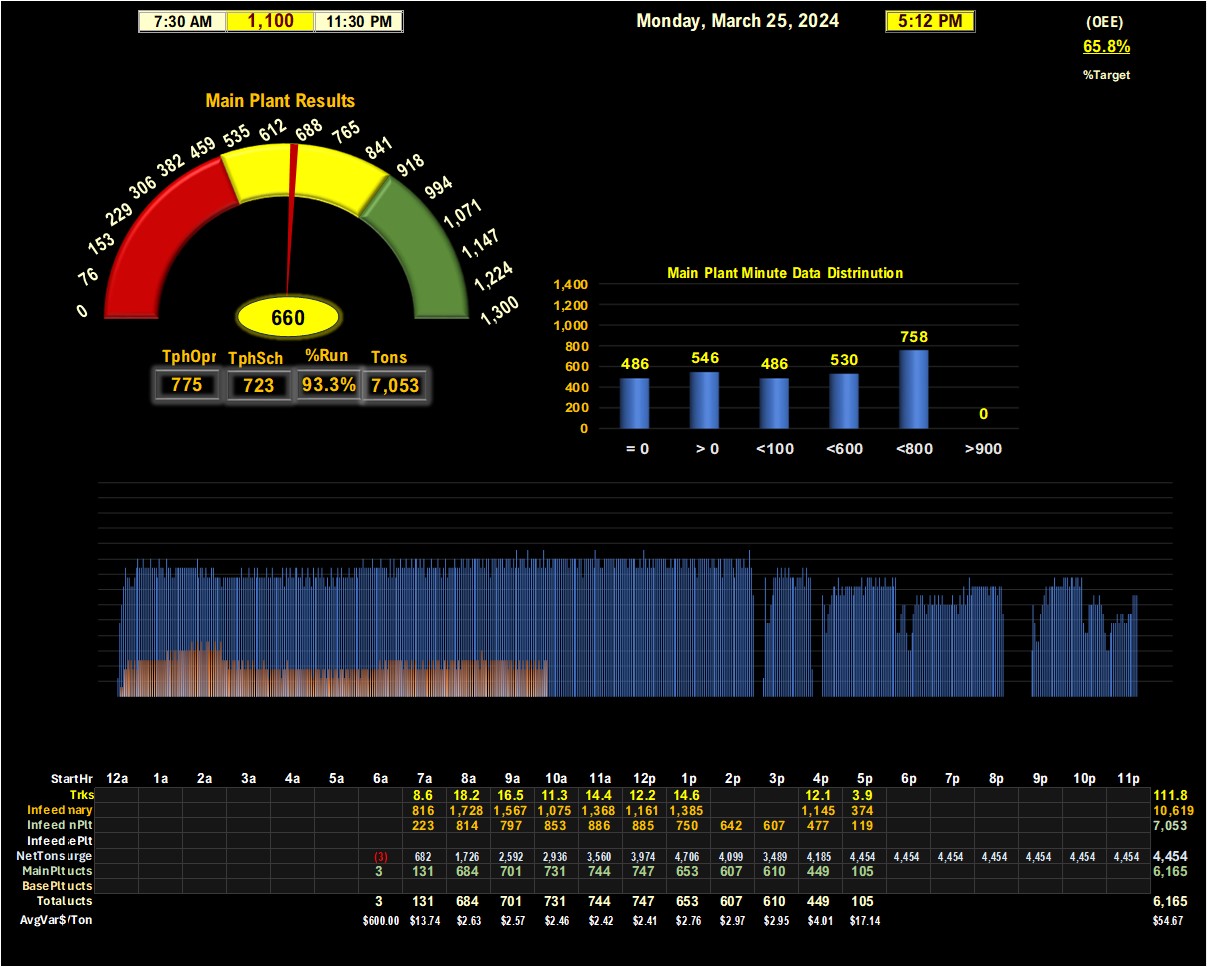 7:30 AM 1,100 11:30 PM Monday, March 25, 2024 5:12 PM (OEE)
65.8%
%Target
Main Plant Results
0 76 153 229 306 382 459 535 612 688 765 841 918 994 1,071 1,147 1,224 1,300
660
TphOpr TphSch %Run Tons
775 723 93.3% 7,053
Main Plant Minute Data Distrinution
1,400
1,200
1,000
800
600
400
200
0
486 546 486 530 758 0
= 0 > 0 <100 <600 <800 >900
StartHr 12a 1a 2a 3a 4a 5a 6a 7a 8a 9a 10a 11a 12p 1p 2p 3p 4p 5p 6p 7p 8p 9p 10p 11p
Trks 8.6 18.2 16.5 11.3 14.4 12.2 14.6 12.1 3.9 111.8
Infeed nary 816 1,728 1,567 1,075 1,368 1,161 1,385 1,145 374 10,619
Infeed nPlt 223 814 797 853 886 885 750 642 607 477 119 7,053
Infeed ePlt
NetTons urge (3) 682 1,726 2,592 2,936 3,560 3,974 4,706 4,099 3,489 4,185 4,454 4,454 4,454 4,454 4,454 4,454 4,454 4,454
MainPlt ucts 3 131 684 701 731 744 747 653 607 610 449 105 6,165
BasePlt ucts
Total ucts 3 131 684 701 731 744 747 653 607 610 449 105 6,165
AvgVar$/Ton $600.00 $13.74 $2.63 $2.57 $2.46 $2.42 $2.41 $2.76 $2.97 $2.95 $4.01 $17.14 $54.67